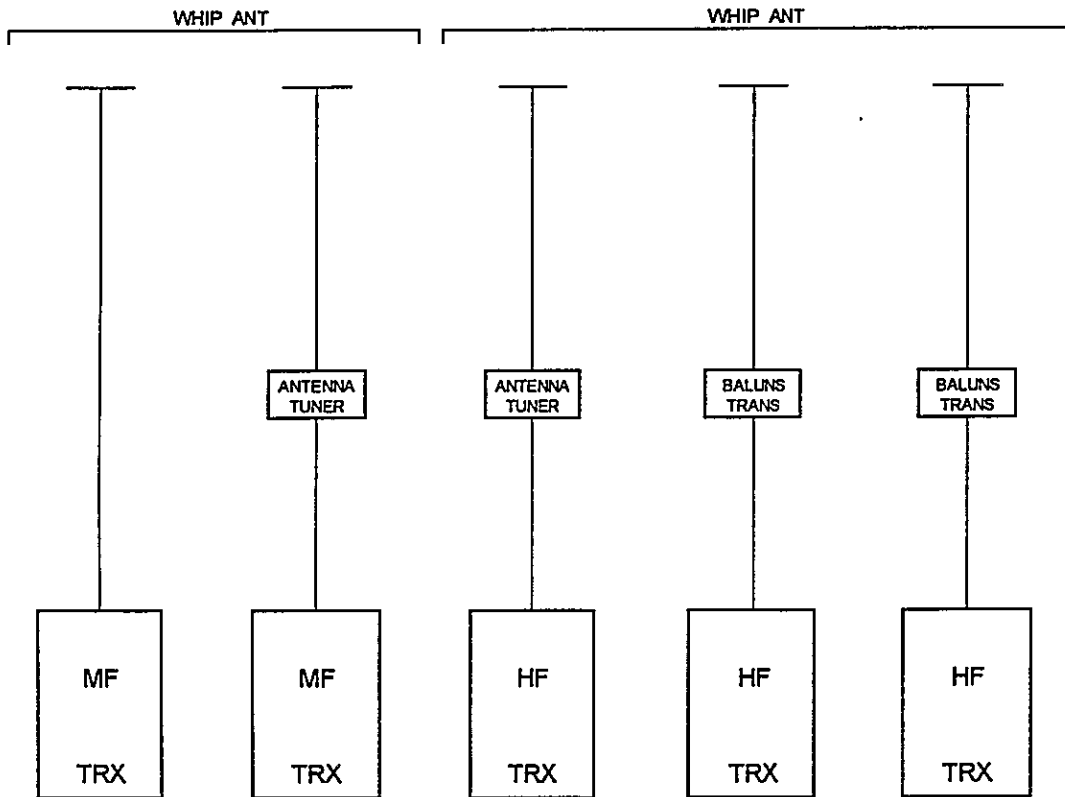 WHIP ANT
WHIP ANT
ANTENNA
TUNER
ANTENNA
TUNER
BALUNS
TRANS
BALUNS
TRANS
MF
TRX
MF
TRX
HF
TRX
HF
TRX
HF
TRX